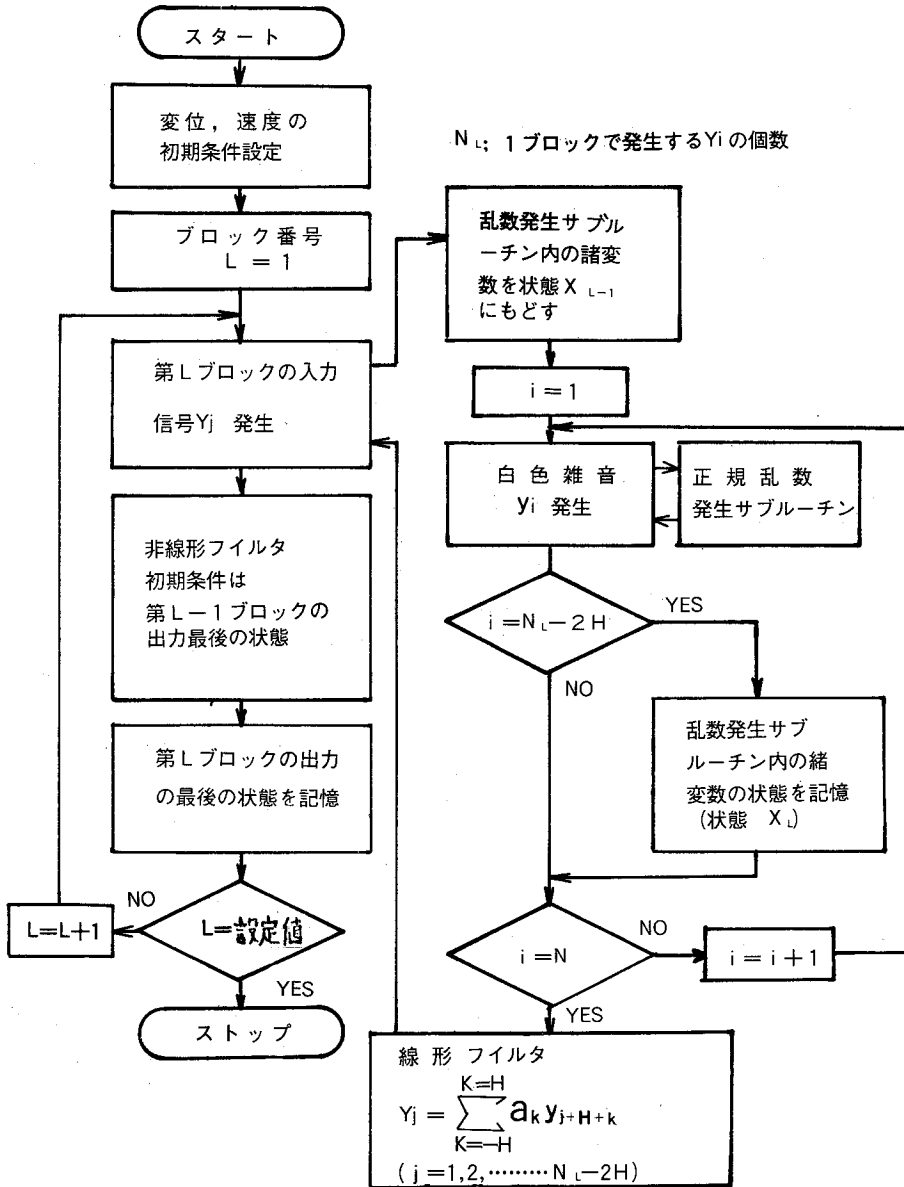 スタート
変位，速度の
初期条件設定
ブロック番号
L = 1
第Lブロックの入力
信号Yj 発生
非線形フイルタ
初期条件は
第L－1ブロックの
出力最後の状態
第Lブロックの出力
の最後の状態を記憶
L=設定値
NO
L=L+1
YES
ストップ
NL; 1ブロックで発生するYiの個数
乱数発生サブル
ーチン内の諸変
数を状態X L-1
にもどす
i = 1
白色雑音
yi 発生
正規乱数
発生サブルーチン
i=NL－2H
YES
NO
乱数発生サブ
ルーチン内の緒
変数の状態を記憶
(状態 XL)
i=N
NO
i = i + 1
YES
線形フイルタ
K=H
Yj = ∑ ak yj+H+k
K=-H
( j =1,2,………NL－2H)